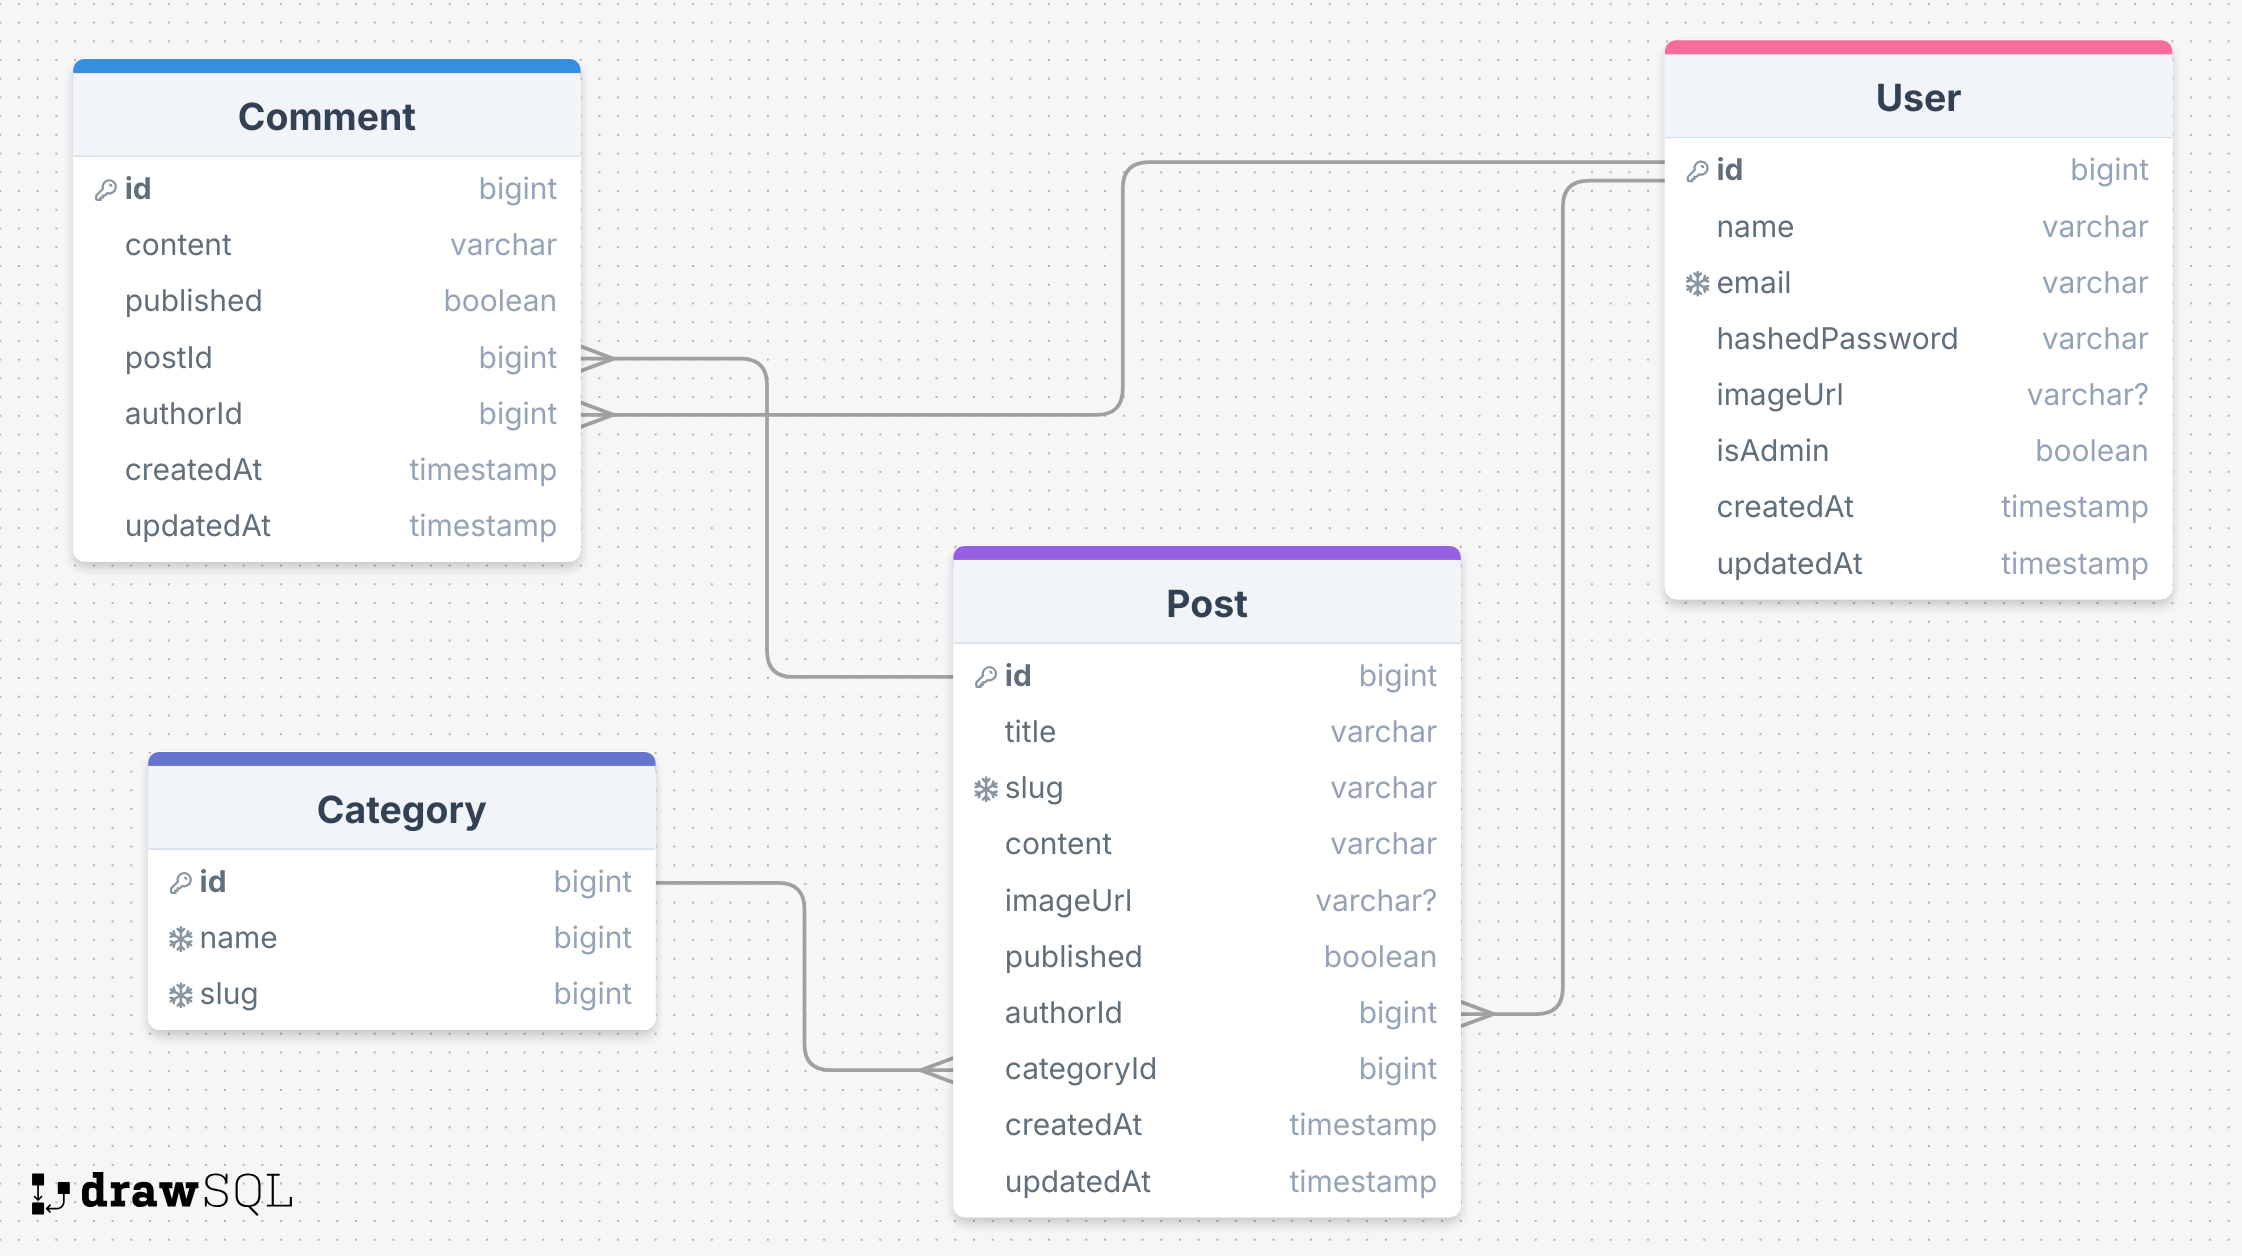 Comment
id bigint
content varchar
published boolean
postId bigint
authorId bigint
createdAt timestamp
updatedAt timestamp
User
id bigint
name varchar
email varchar
hashedPassword varchar
imageUrl varchar?
isAdmin boolean
createdAt timestamp
updatedAt timestamp
Post
id bigint
title varchar
slug varchar
content varchar
imageUrl varchar?
published boolean
authorId bigint
categoryId bigint
createdAt timestamp
updatedAt timestamp
Category
id bigint
name bigint
slug bigint
drawSQL